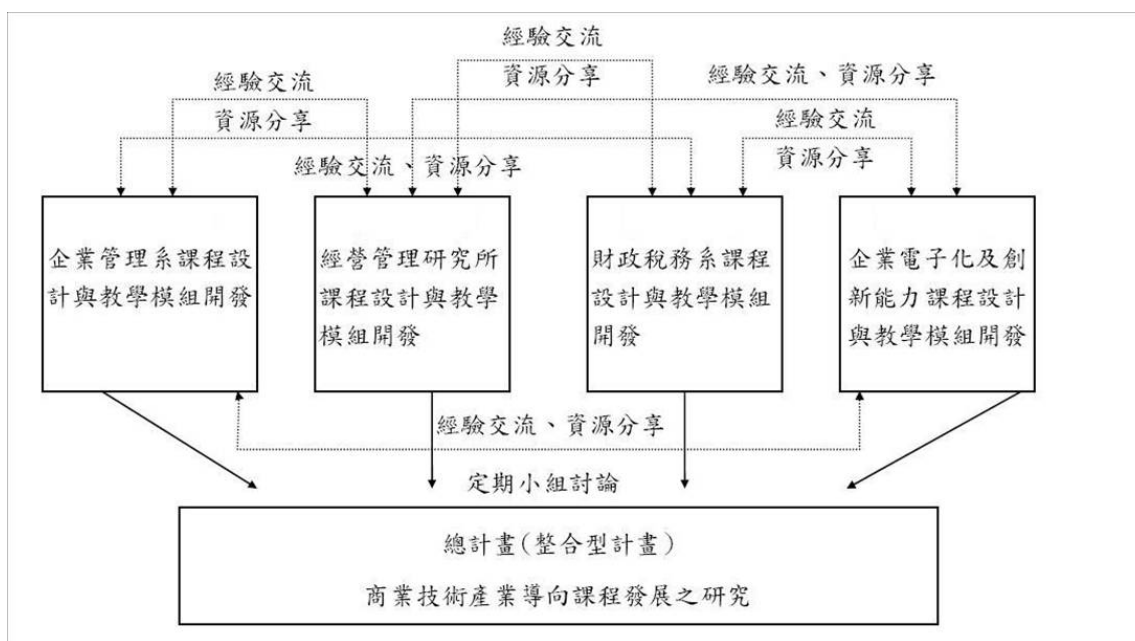 經驗交流
資源分享
經驗交流、資源分享
經驗交流
資源分享
經驗交流
資源分享
經驗交流、資源分享
企業管理系課程設
計與教學模組開發
經營管理研究所
課程設計與教學
模組開發
財政稅務系課程
設計與教學模組
開發
企業電子化及創
新能力課程設計
與教學模組開發
經驗交流、資源分享
定期小組討論
總計畫(整合型計畫)
商業技術產業導向課程發展之研究